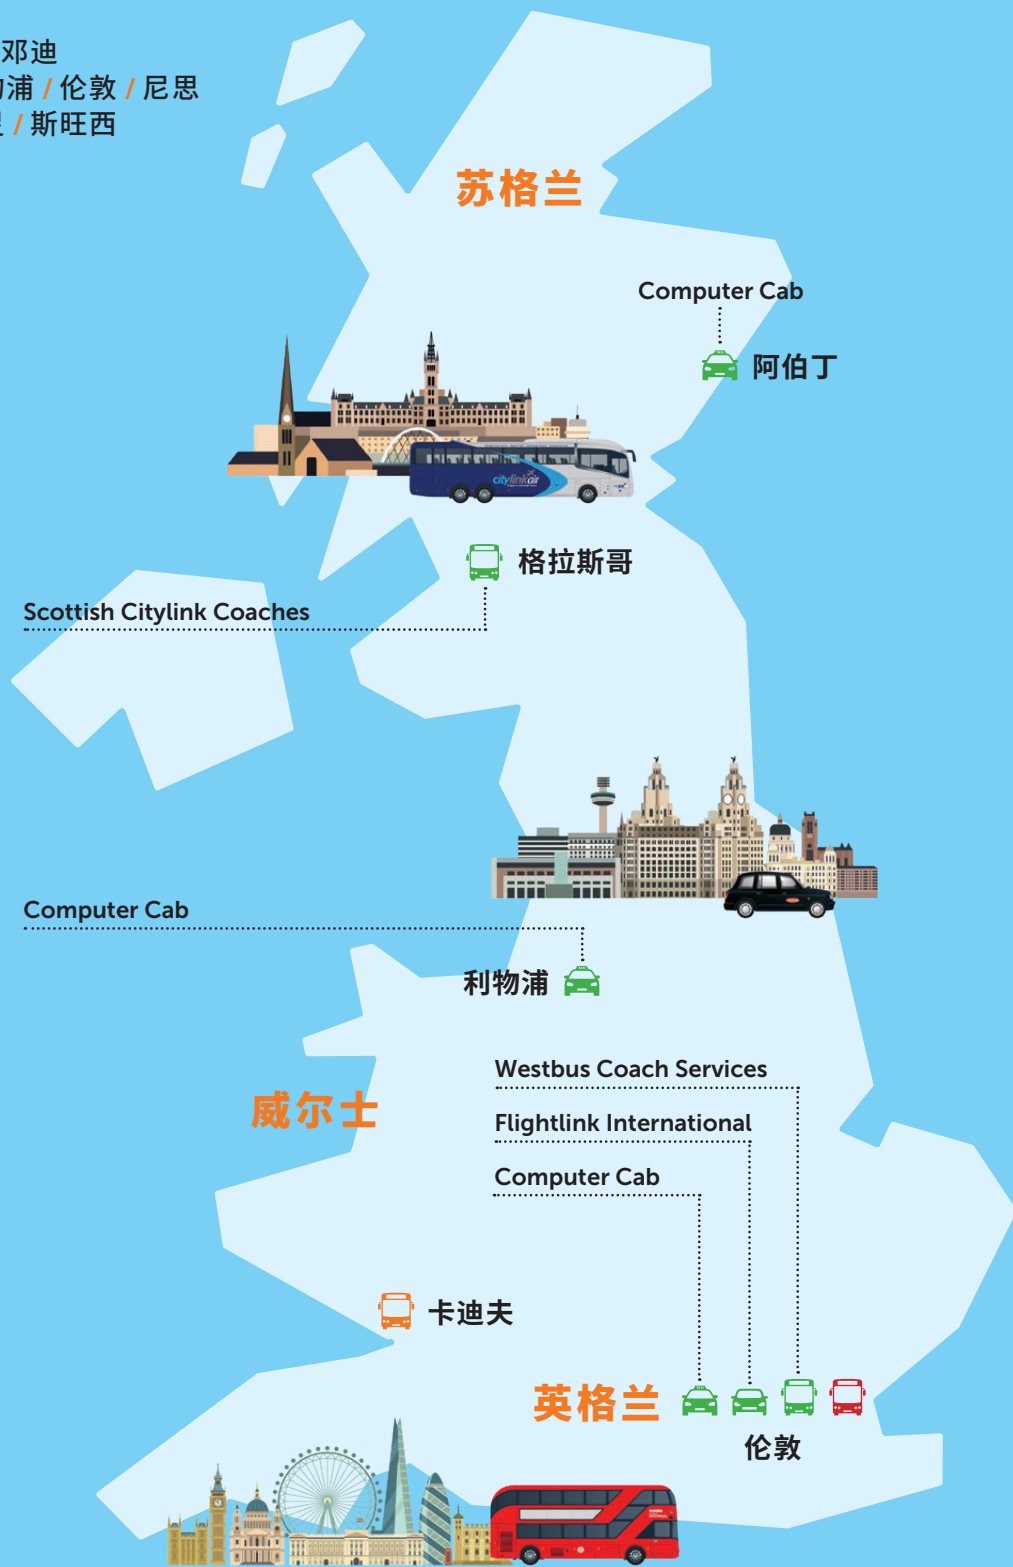 邓迪
物浦 / 伦敦 / 尼思
/ 斯旺西
苏格兰
Computer Cab
阿伯丁
citylinkair
格拉斯哥
Scottish Citylink Coaches
Computer Cab
利物浦
Westbus Coach Services
威尔士
Flightlink International
Computer Cab
卡迪夫
英格兰
伦敦